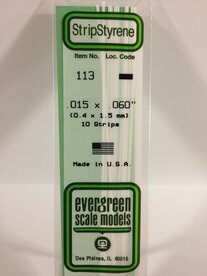 StripStyrene
Item No. Loc. Code
113
.015 x .060"
(0.4 x 1.5 mm)
10 Strips
Made in U.S.A.
evergreen
scale models
Des Plaines, IL 60018